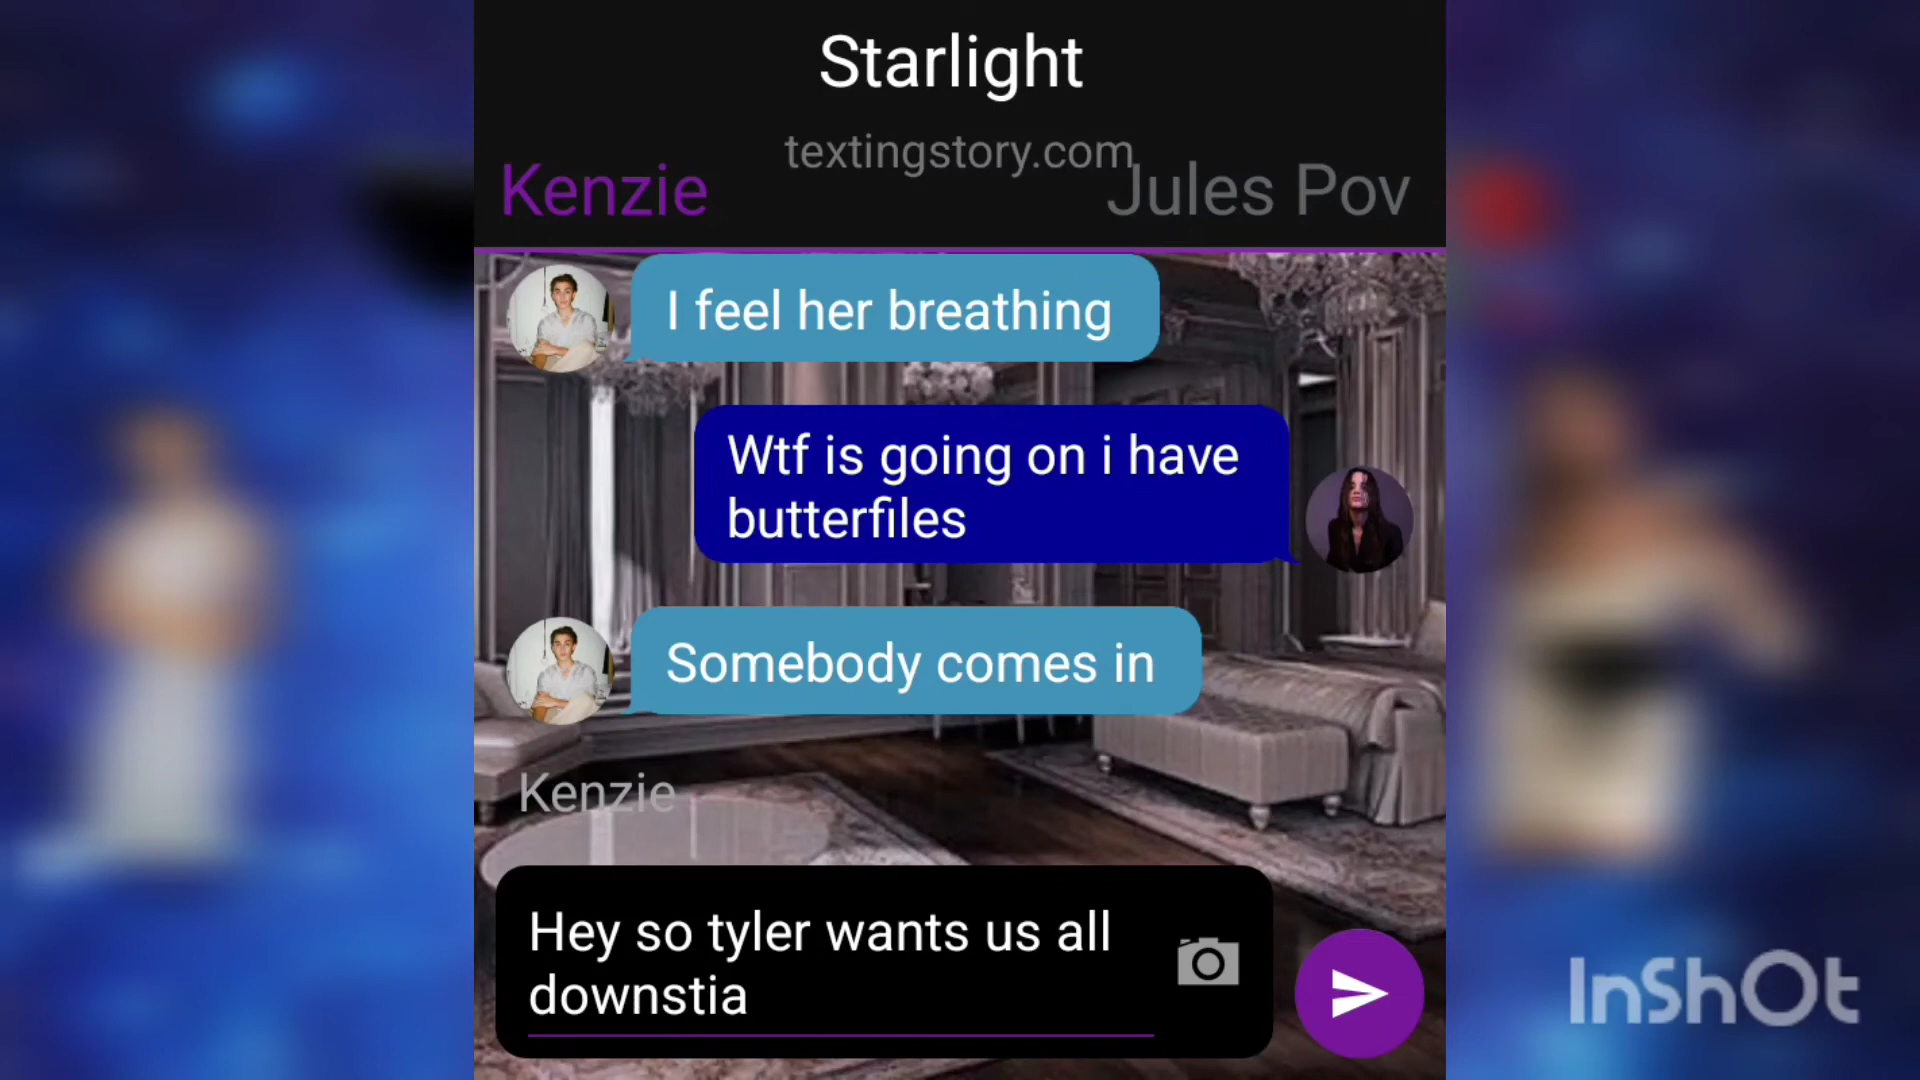 Starlight
textingstory.com
Kenzie
Jules Pov
I feel her breathing
Wtf is going on i have
butterfiles
Somebody comes in
Kenzie
Hey so tyler wants us all
downstia
InShOt